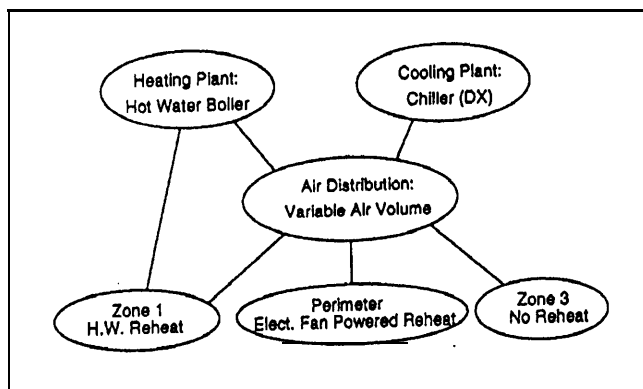 Heating Plant:
Hot Water Boiler
Cooling Plant:
Chiller (DX)
Air Distribution:
Variable Air Volume
Zone 1
H.W. Reheat
Perimeter
Elect. Fan Powered Reheat
Zone 3
No Reheat